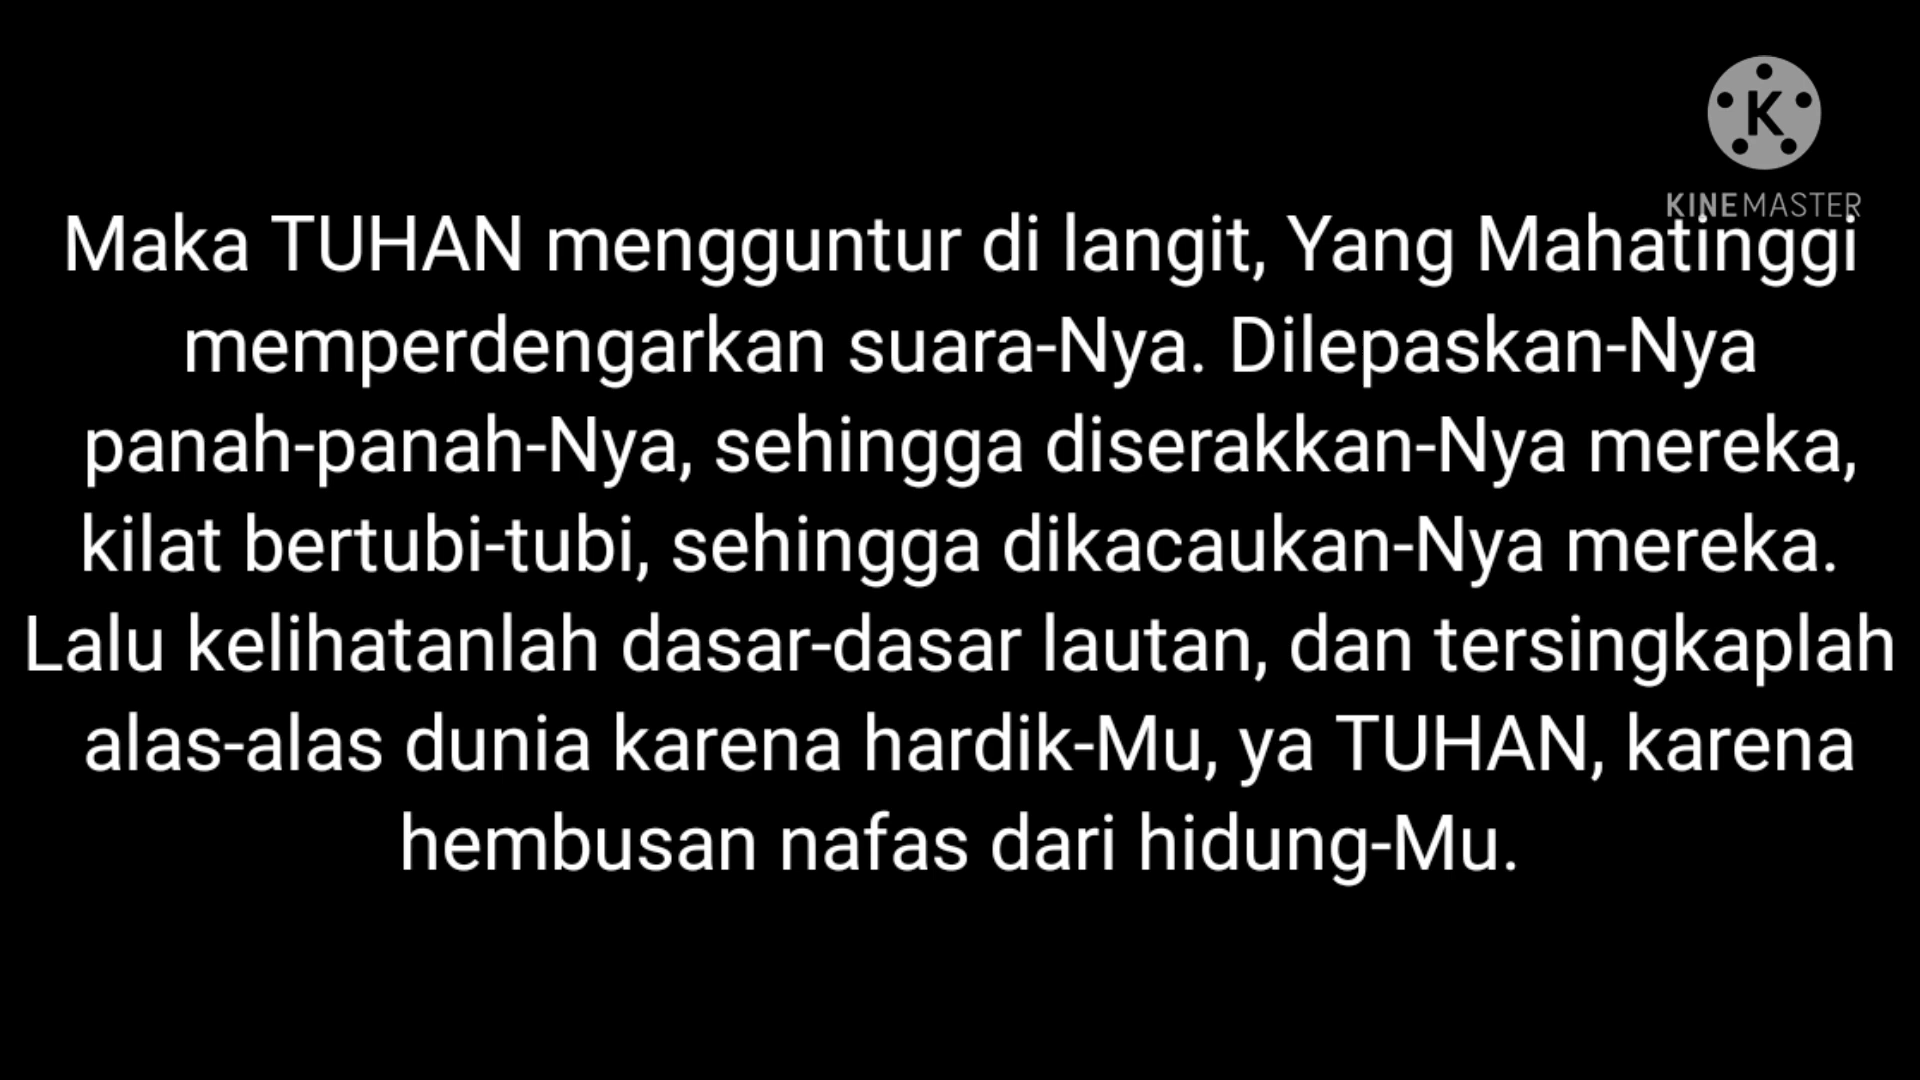 K
KINEMASTER
Maka TUHAN mengguntur di langit, Yang Mahatinggi
memperdengarkan suara-Nya. Dilepaskan-Nya
panah-panah-Nya, sehingga diserakkan-Nya mereka,
kilat bertubi-tubi, sehingga dikacaukan-Nya mereka.
Lalu kelihatanlah dasar-dasar lautan, dan tersingkaplah
alas-alas dunia karena hardik-Mu, ya TUHAN, karena
hembusan nafas dari hidung-Mu.